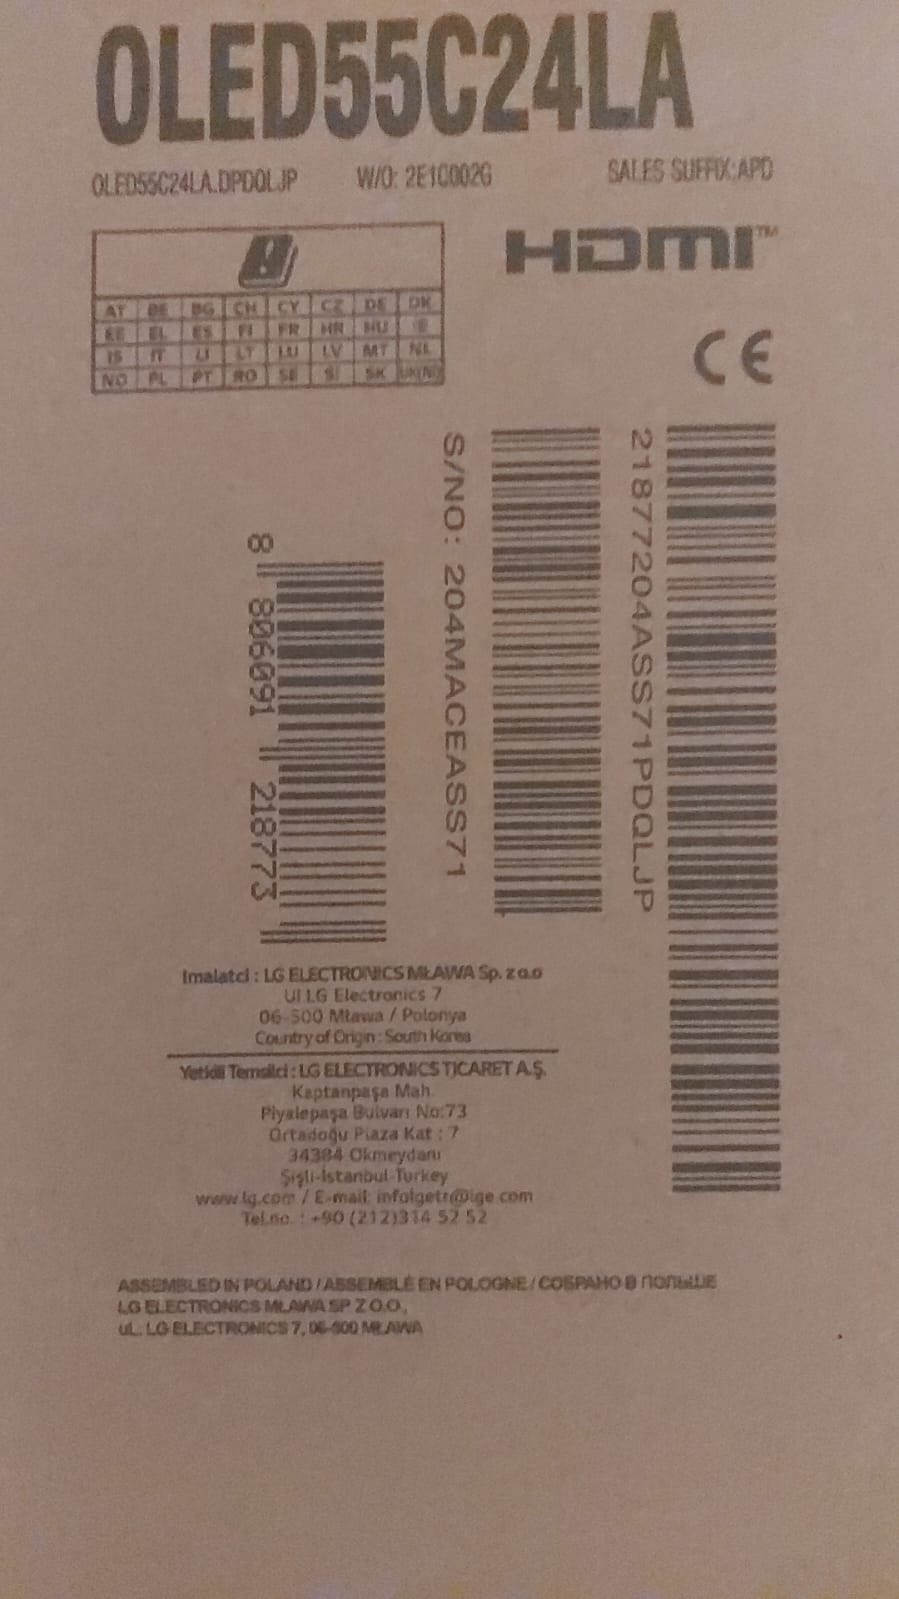 OLED55C24LA
OLED55C24LA.DPDQLJP W/O: 2E1G002G SALES SUFFIX:APD
HDMI™
AT BE BG CH CY CZ DE DK
EE EL ES FI FR HR HU IE
IS IT LI LT LU LV MT NL
NO PL PT RO SE SI SK UK(NI)
CE
8 806091 218773
S/NO: 204MACEASS71
21877204ASS71PDQLJP
Imalatci : LG ELECTRONICS MŁAWA Sp. z o.o
Ul LG Electronics 7
06-500 Mława / Polonya
Country of Origin : South Korea
Yetkili Temsilci : LG ELECTRONICS TICARET A.Ş.
Kaptanpaşa Mah.
Piyalepaşa Bulvarı No:73
Ortadoğu Plaza Kat : 7
34384 Okmeydanı
Şişli-İstanbul-Turkey
www.lg.com / E-mail: infolgetr@lge.com
Tel.no. : +90 (212)314 52 52
ASSEMBLED IN POLAND / ASSEMBLÉ EN POLOGNE / СОБРАНО В ПОЛЬШЕ
LG ELECTRONICS MŁAWA SP Z O.O.,
UL. LG ELECTRONICS 7, 06-500 MŁAWA